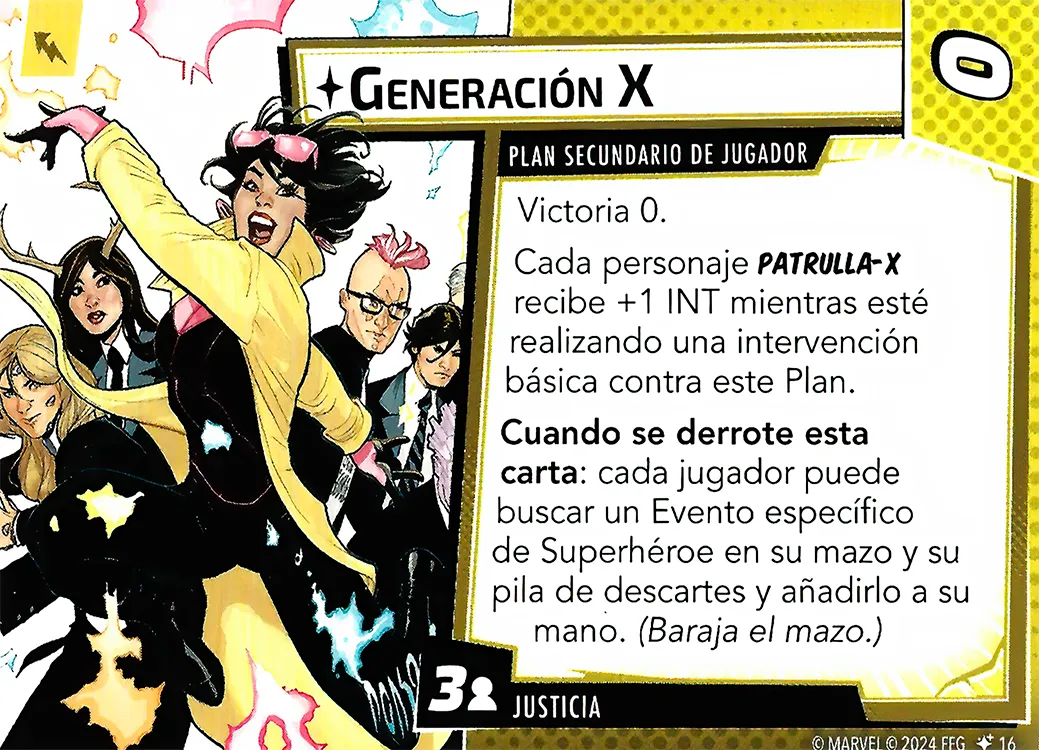 GENERACIÓN X
0
PLAN SECUNDARIO DE JUGADOR
Victoria 0.
Cada personaje PATRULLA-X
recibe +1 INT mientras esté
realizando una intervención
básica contra este Plan.
Cuando se derrote esta
carta: cada jugador puede
buscar un Evento específico
de Superhéroe en su mazo y su
pila de descartes y añadirlo a su
mano. (Baraja el mazo.)
3
JUSTICIA
© MARVEL © 2024 FFG 16